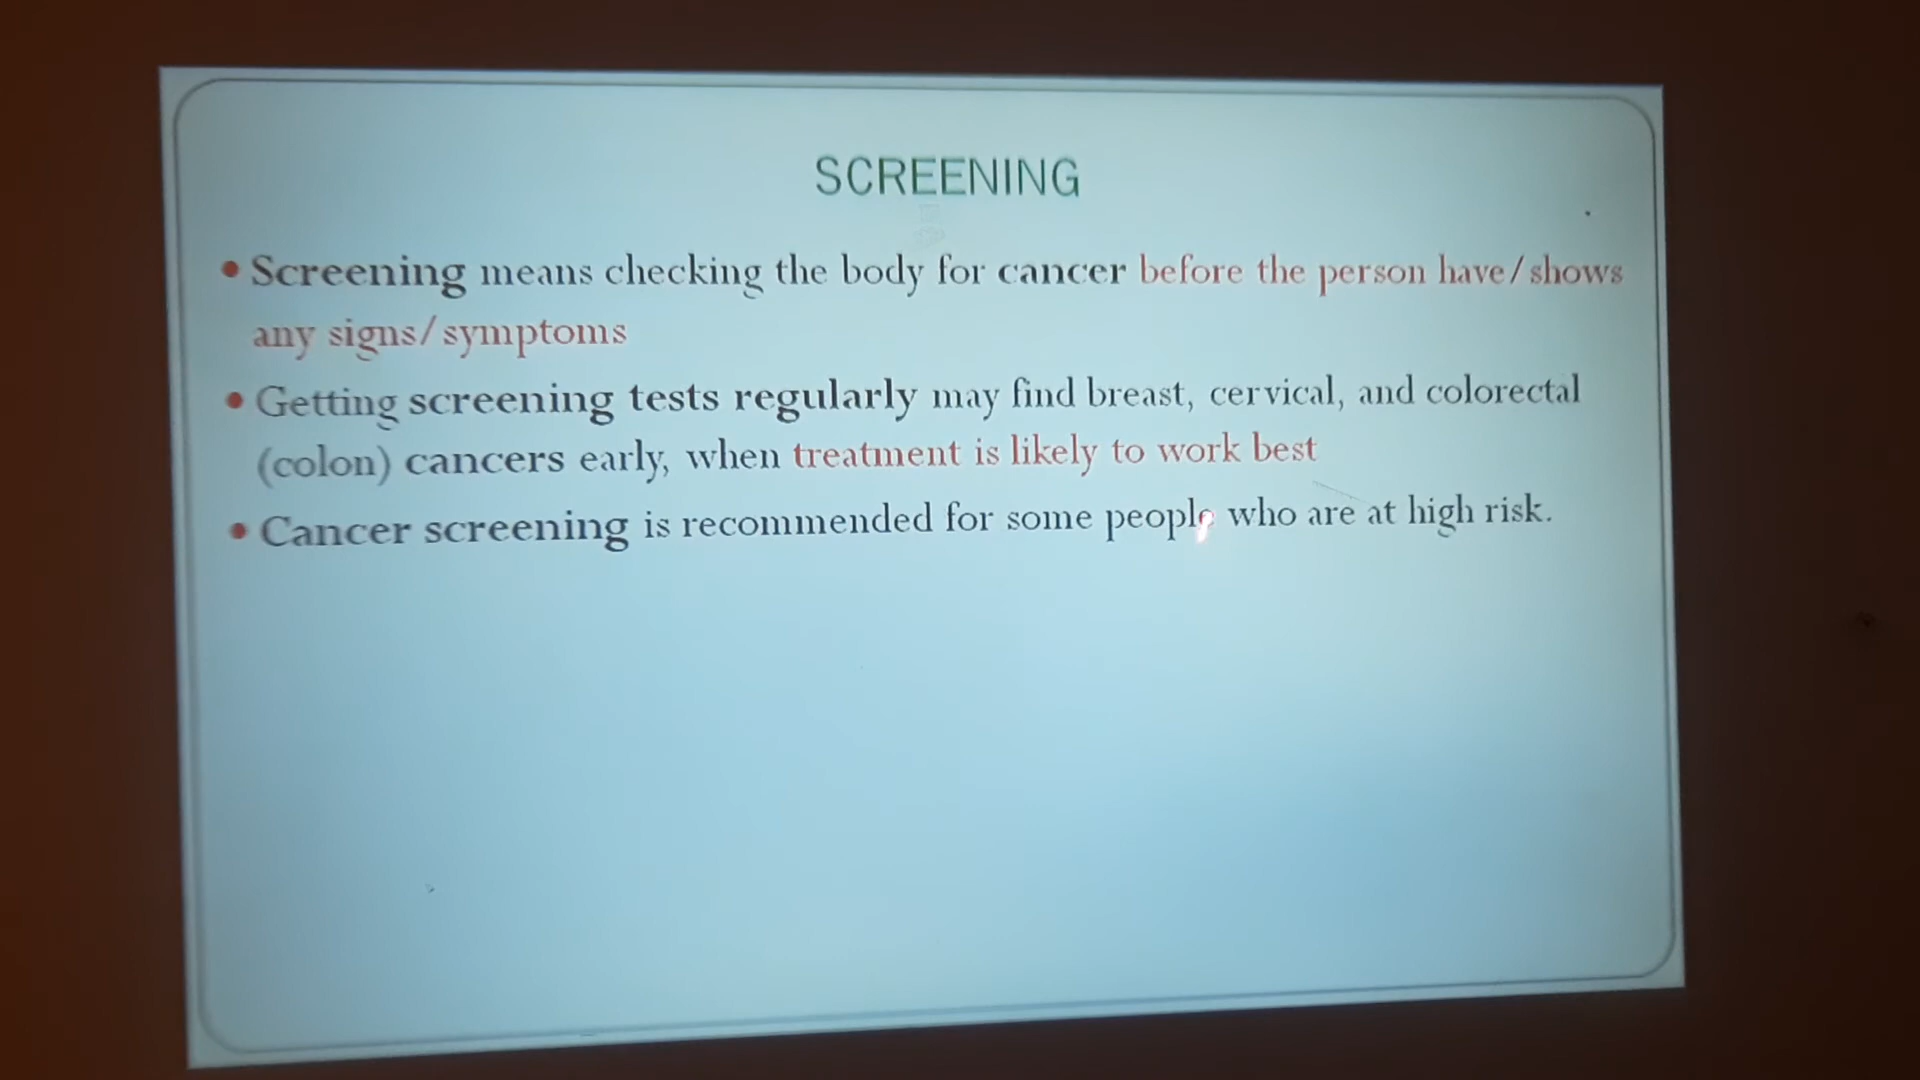 SCREENING
• Screening means checking the body for cancer before the person have/shows
any signs/symptoms
• Getting screening tests regularly may find breast, cervical, and colorectal
(colon) cancers early, when treatment is likely to work best
• Cancer screening is recommended for some people who are at high risk.